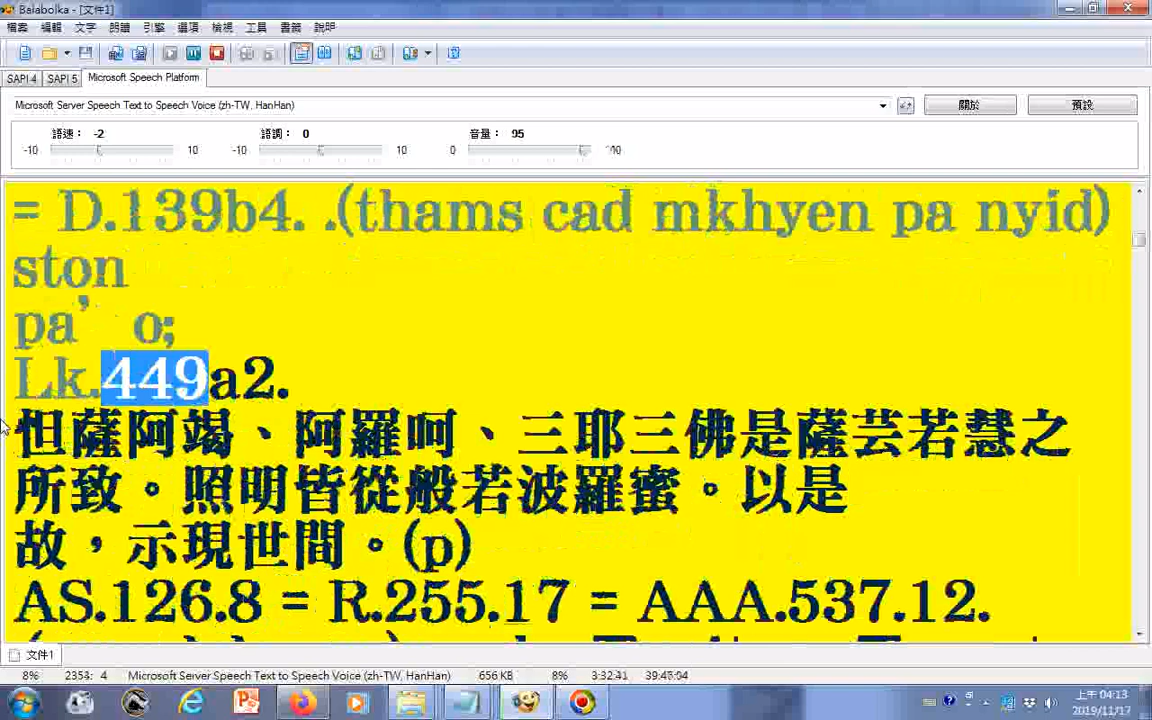 Balabolka - [文件1]
檔案 編輯 文字 朗讀 引擎 選項 檢視 工具 書籤 說明
SAPI 4 SAPI 5 Microsoft Speech Platform
Microsoft Server Speech Text to Speech Voice (zh-TW, HanHan) 關於 預設
語速： -2 語調： 0 音量： 95
-10 10 -10 10 0
= D.139b4. .(thams cad mkhyen pa nyid)
ston
pa’ o;
Lk.449a2.
怛薩阿竭、阿羅呵、三耶三佛是薩芸若慧之
所致。照明皆從般若波羅蜜。以是
故，示現世間。(p)
AS.126.8 = R.255.17 = AAA.537.12.
文件1
8% 2353: 4 Microsoft Server Speech Text to Speech Voice (zh-TW, HanHan) 656 KB 8% 3:32:41
上午 04:13
2019/11/17